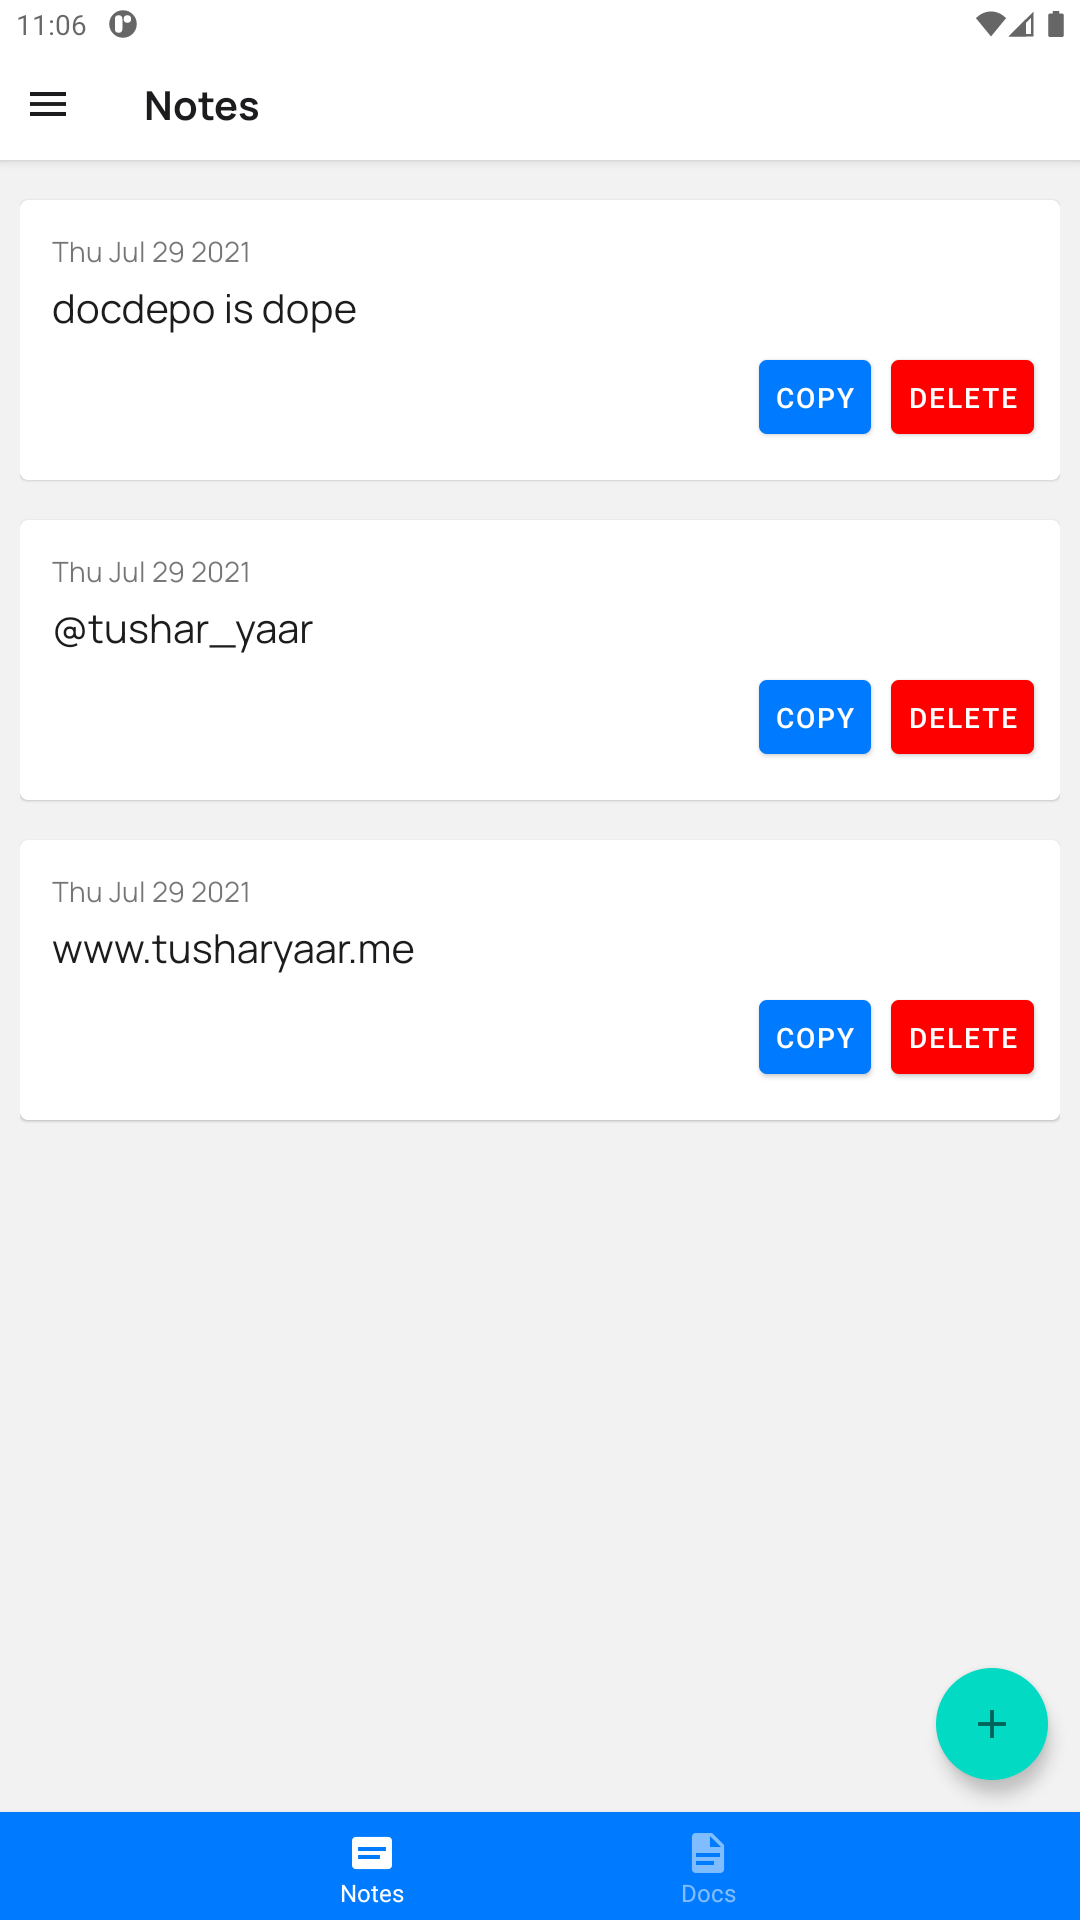 11:06
Notes
Thu Jul 29 2021
docdepo is dope
COPY DELETE
Thu Jul 29 2021
@tushar_yaar
COPY DELETE
Thu Jul 29 2021
www.tusharyaar.me
COPY DELETE
Notes Docs